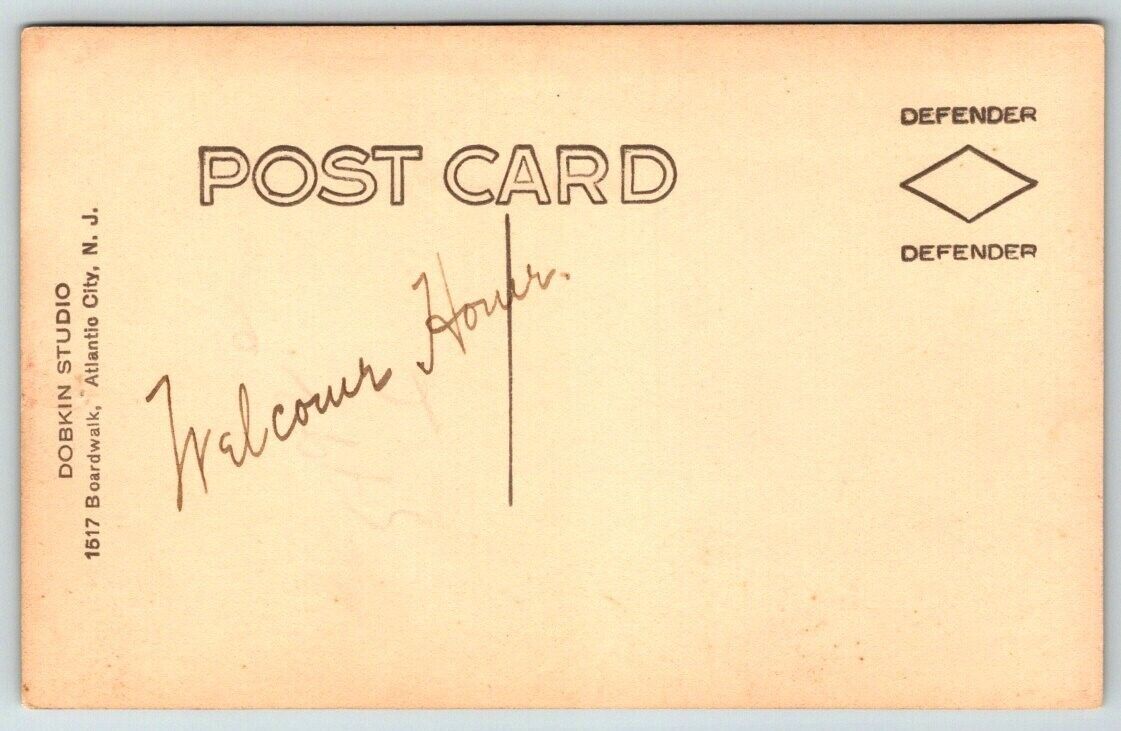 DEFENDER
POST CARD
DEFENDER
Welcome Home.
DOBKIN STUDIO
1517 Boardwalk, Atlantic City, N. J.